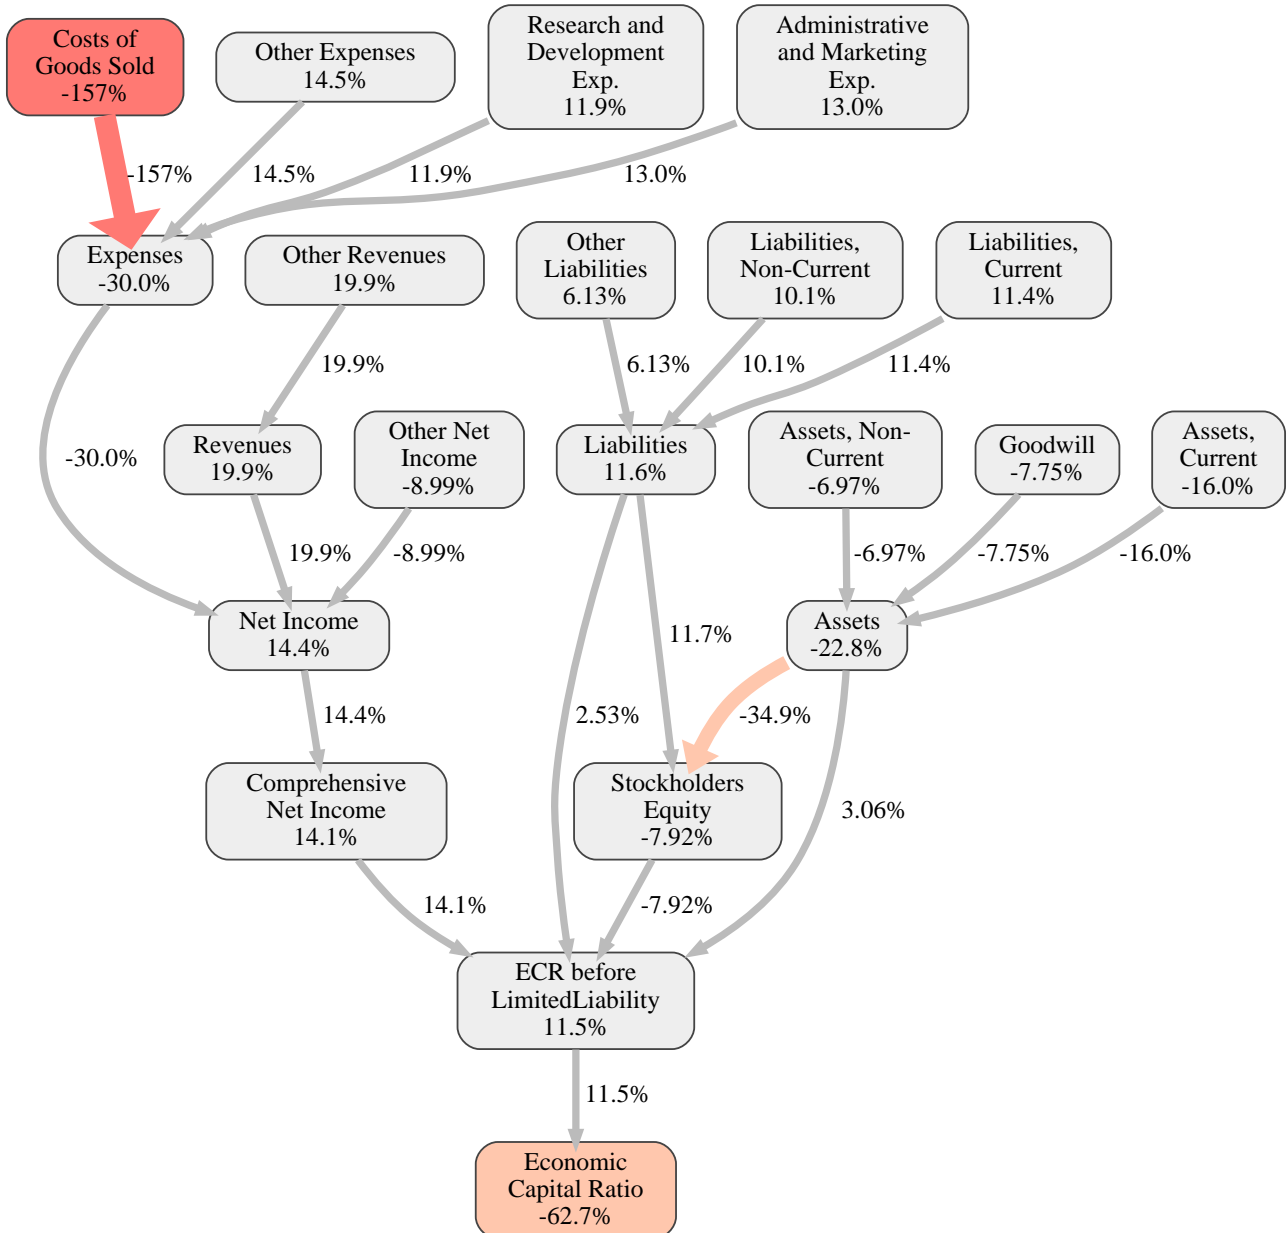 Costs of
Goods Sold
-157%
Other Expenses
14.5%
Research and
Development
Exp.
11.9%
Administrative
and Marketing
Exp.
13.0%
-157%
14.5%
11.9%
13.0%
Expenses
-30.0%
Other Revenues
19.9%
Other
Liabilities
6.13%
Liabilities,
Non-Current
10.1%
Liabilities,
Current
11.4%
19.9%
6.13%
10.1%
11.4%
-30.0%
Revenues
19.9%
Other Net
Income
-8.99%
Liabilities
11.6%
Assets, Non-
Current
-6.97%
Goodwill
-7.75%
Assets,
Current
-16.0%
19.9%
-8.99%
-6.97%
-7.75%
-16.0%
Net Income
14.4%
11.7%
Assets
-22.8%
14.4%
2.53%
-34.9%
Comprehensive
Net Income
14.1%
Stockholders
Equity
-7.92%
3.06%
14.1%
-7.92%
ECR before
LimitedLiability
11.5%
11.5%
Economic
Capital Ratio
-62.7%